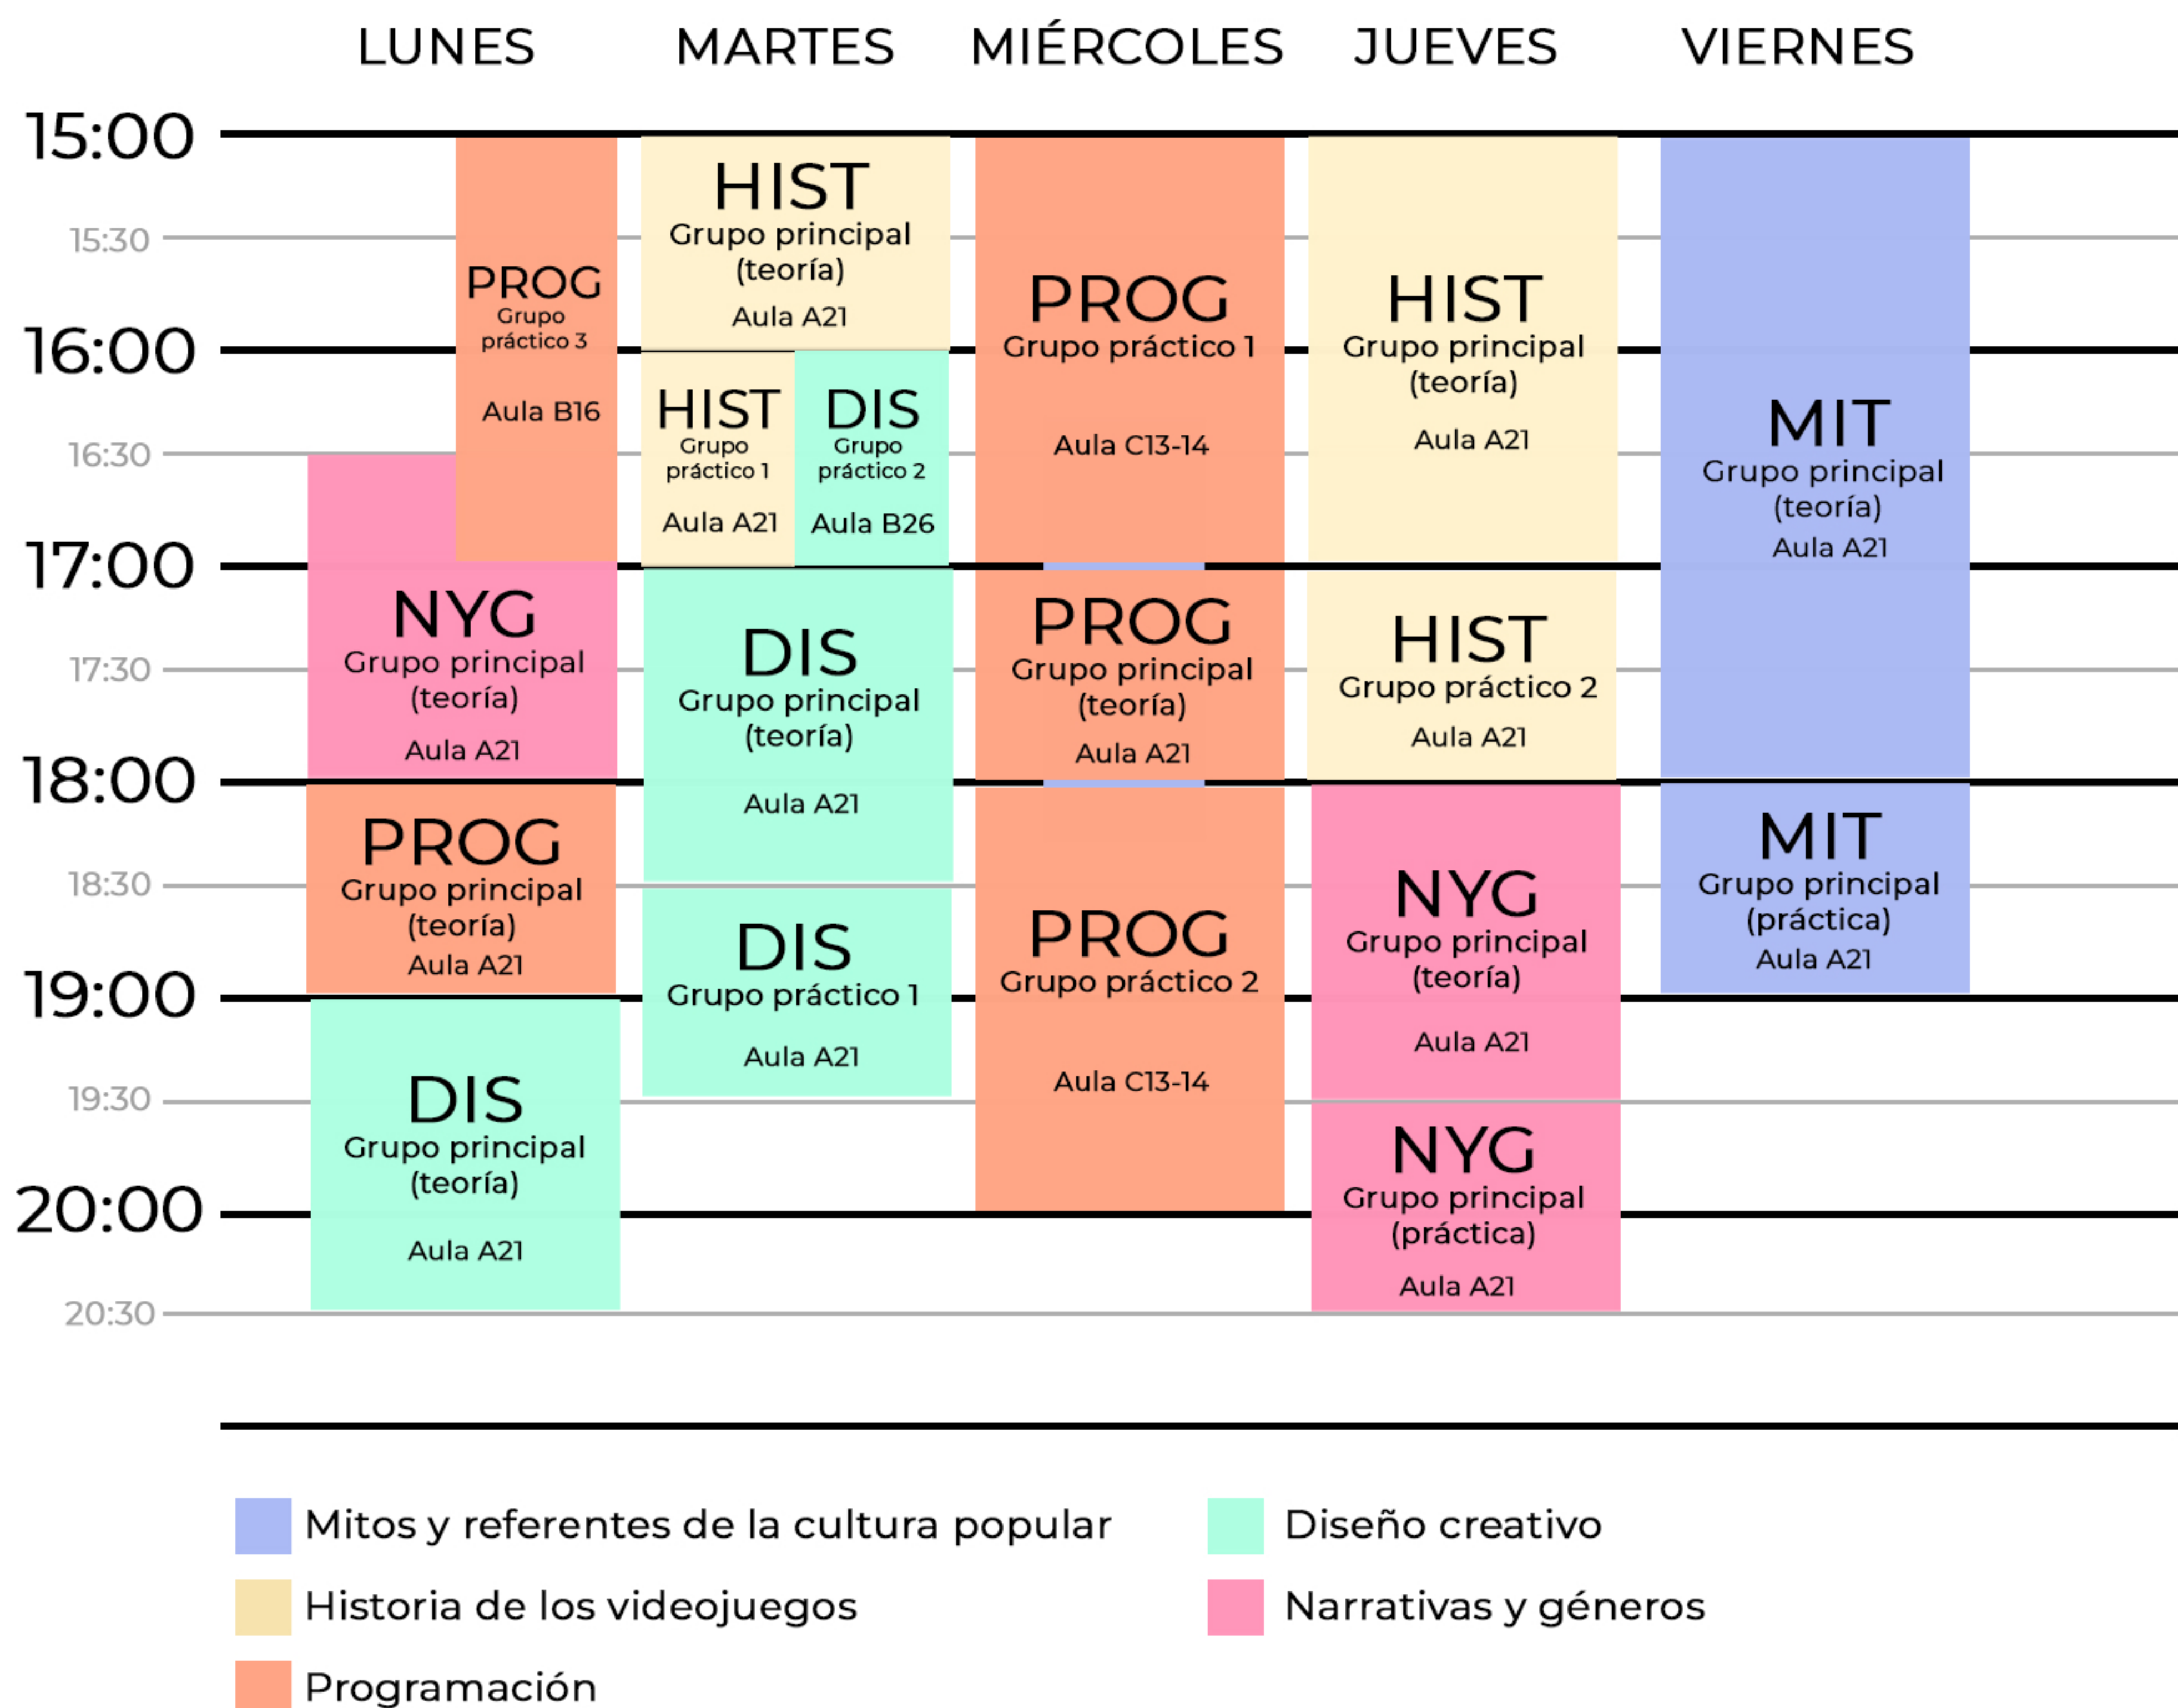 LUNES
MARTES
MIÉRCOLES
JUEVES
VIERNES
15:00
15:30
16:00
16:30
17:00
17:30
18:00
18:30
19:00
19:30
20:00
20:30
PROG
Grupo
práctico 3
Aula B16
NYG
Grupo principal
(teoría)
Aula A21
PROG
Grupo principal
(teoría)
Aula A21
DIS
Grupo principal
(teoría)
Aula A21
HIST
Grupo principal
(teoría)
Aula A21
HIST
Grupo
práctico 1
Aula A21
DIS
Grupo
práctico 2
Aula B26
DIS
Grupo principal
(teoría)
Aula A21
DIS
Grupo práctico 1
Aula A21
PROG
Grupo práctico 1
Aula C13-14
PROG
Grupo principal
(teoría)
Aula A21
PROG
Grupo práctico 2
Aula C13-14
HIST
Grupo principal
(teoría)
Aula A21
HIST
Grupo práctico 2
Aula A21
NYG
Grupo principal
(teoría)
Aula A21
NYG
Grupo principal
(práctica)
Aula A21
MIT
Grupo principal
(teoría)
Aula A21
MIT
Grupo principal
(práctica)
Aula A21
Mitos y referentes de la cultura popular
Historia de los videojuegos
Programación
Diseño creativo
Narrativas y géneros